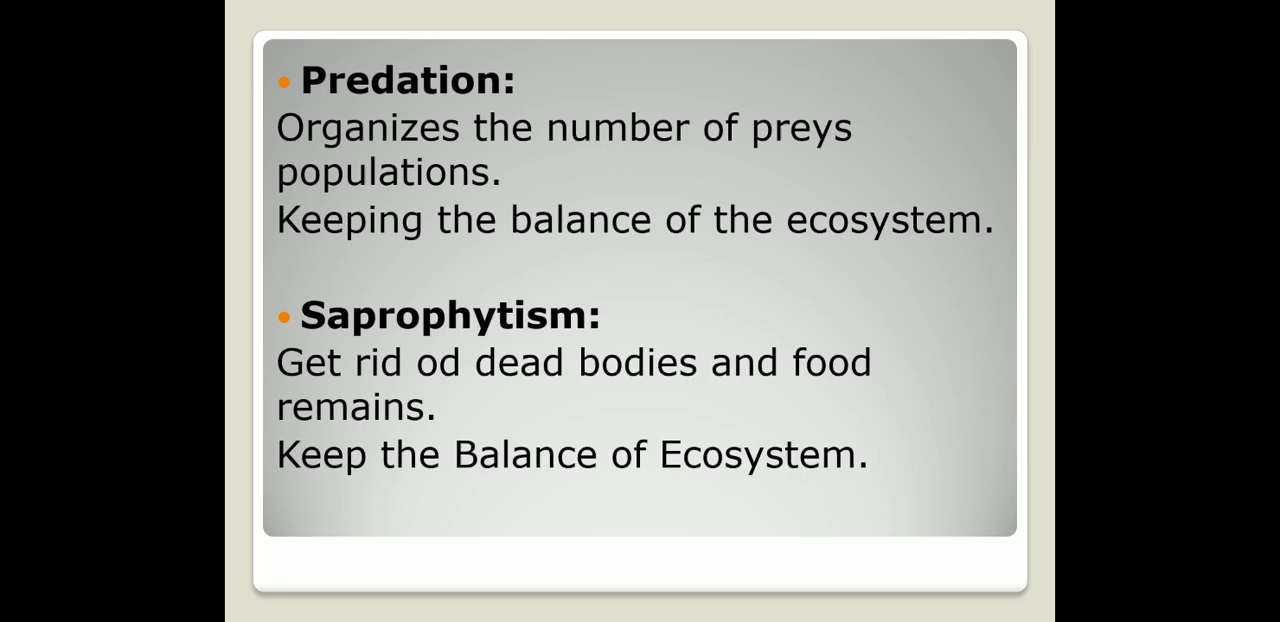 • Predation:
Organizes the number of preys
populations.
Keeping the balance of the ecosystem.
• Saprophytism:
Get rid od dead bodies and food
remains.
Keep the Balance of Ecosystem.